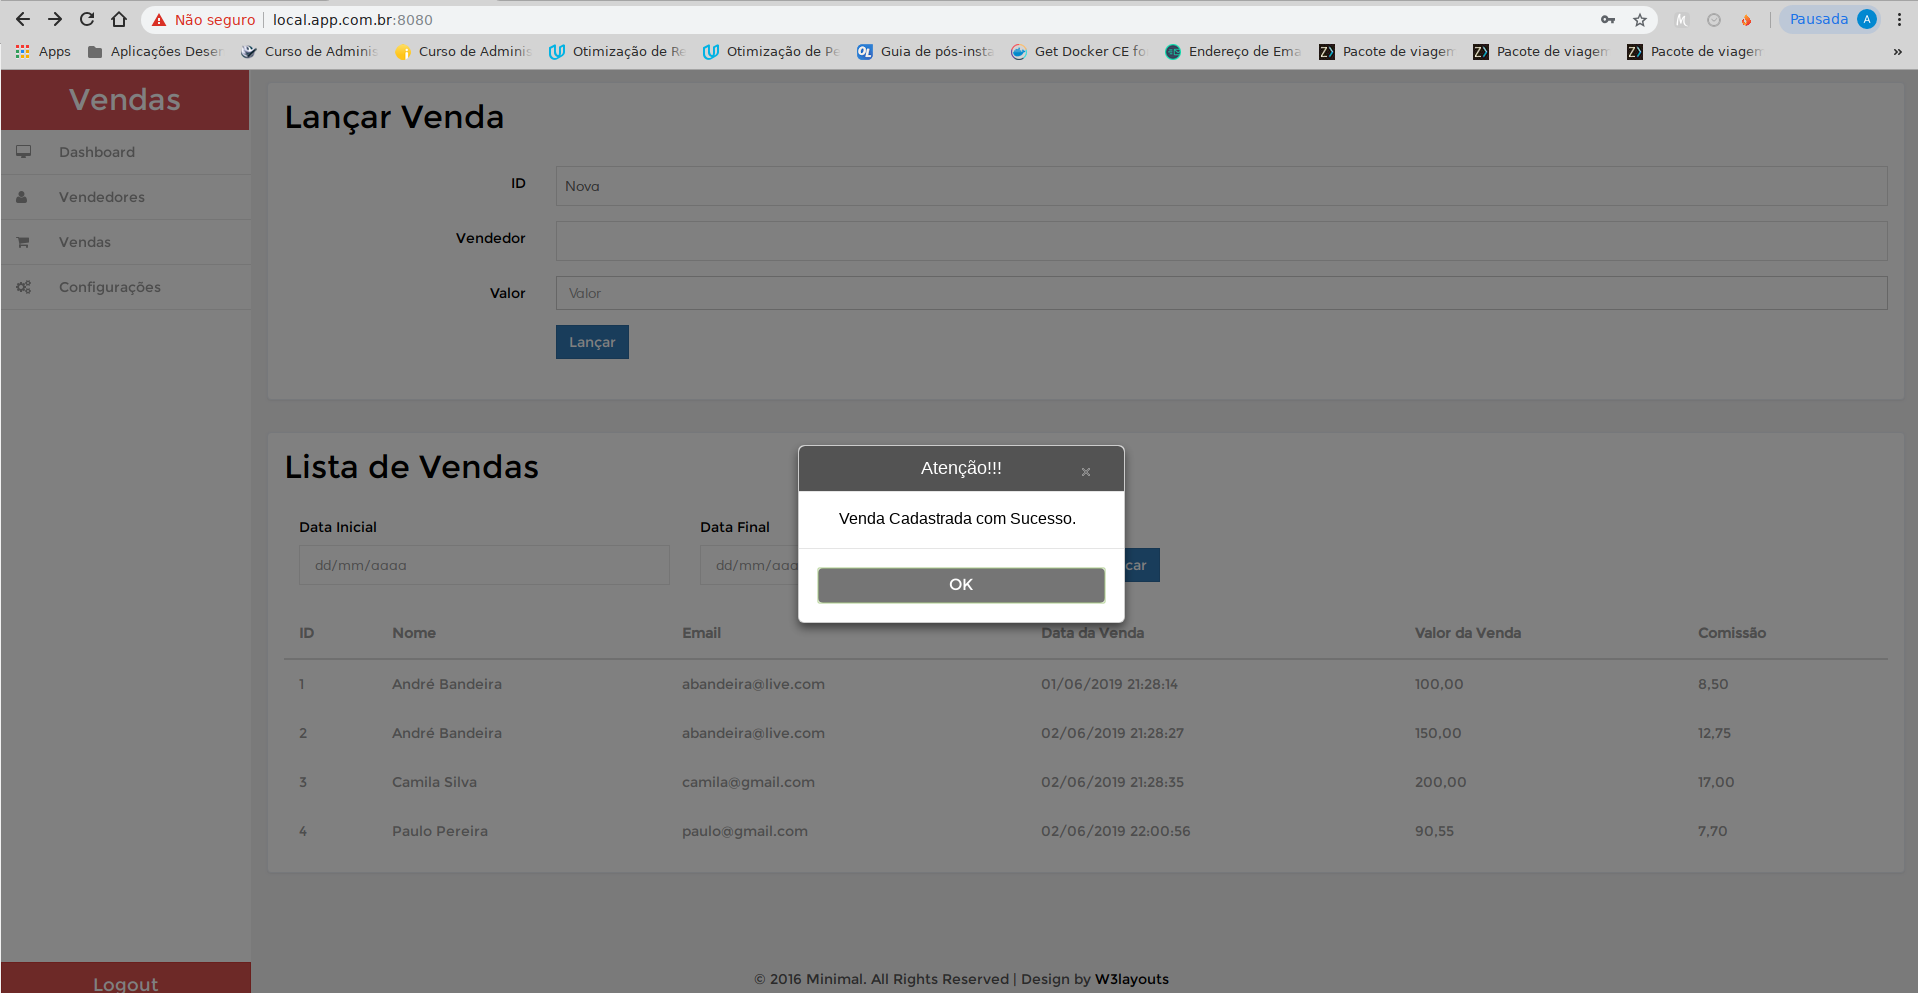 Não seguro local.app.com.br:8080 Pausada A
Apps Aplicações Deser Curso de Adminis Curso de Adminis Otimização de Re Otimização de Pe Guia de pós-insta Get Docker CE fo Endereço de Ema Pacote de viagem Pacote de viagem Pacote de viagem »
Vendas
Dashboard
Vendedores
Vendas
Configurações
Logout
Lançar Venda
ID Nova
Vendedor
Valor Valor
Lançar
Lista de Vendas
Data Inicial Data Final
dd/mm/aaaa dd/mm/aaa car
Atenção!!! ×
Venda Cadastrada com Sucesso.
OK
ID Nome Email Data da Venda Valor da Venda Comissão
1 André Bandeira abandeira@live.com 01/06/2019 21:28:14 100,00 8,50
2 André Bandeira abandeira@live.com 02/06/2019 21:28:27 150,00 12,75
3 Camila Silva camila@gmail.com 02/06/2019 21:28:35 200,00 17,00
4 Paulo Pereira paulo@gmail.com 02/06/2019 22:00:56 90,55 7,70
© 2016 Minimal. All Rights Reserved | Design by W3layouts